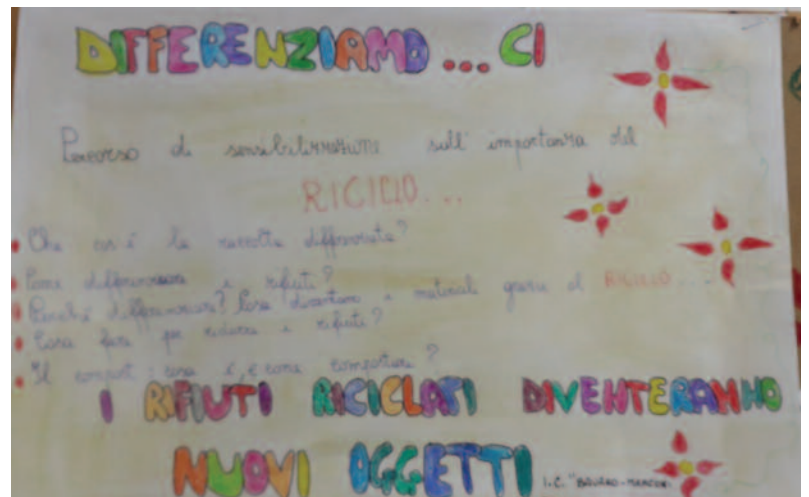 DIFFERENZIAMO...CI
Percorso di sensibilizzazione sull'importanza del
RICICLO...
Che cos'è la raccolta differenziata?
Come differenziare i rifiuti?
Perché differenziare? Cosa diventano i materiali grazie al RICICLO...
Cosa fare per ridurre i rifiuti?
Il compost: cosa è, e come compostare?
I RIFIUTI RICICLATI DIVENTERANNO
NUOVI OGGETTI
I.C.